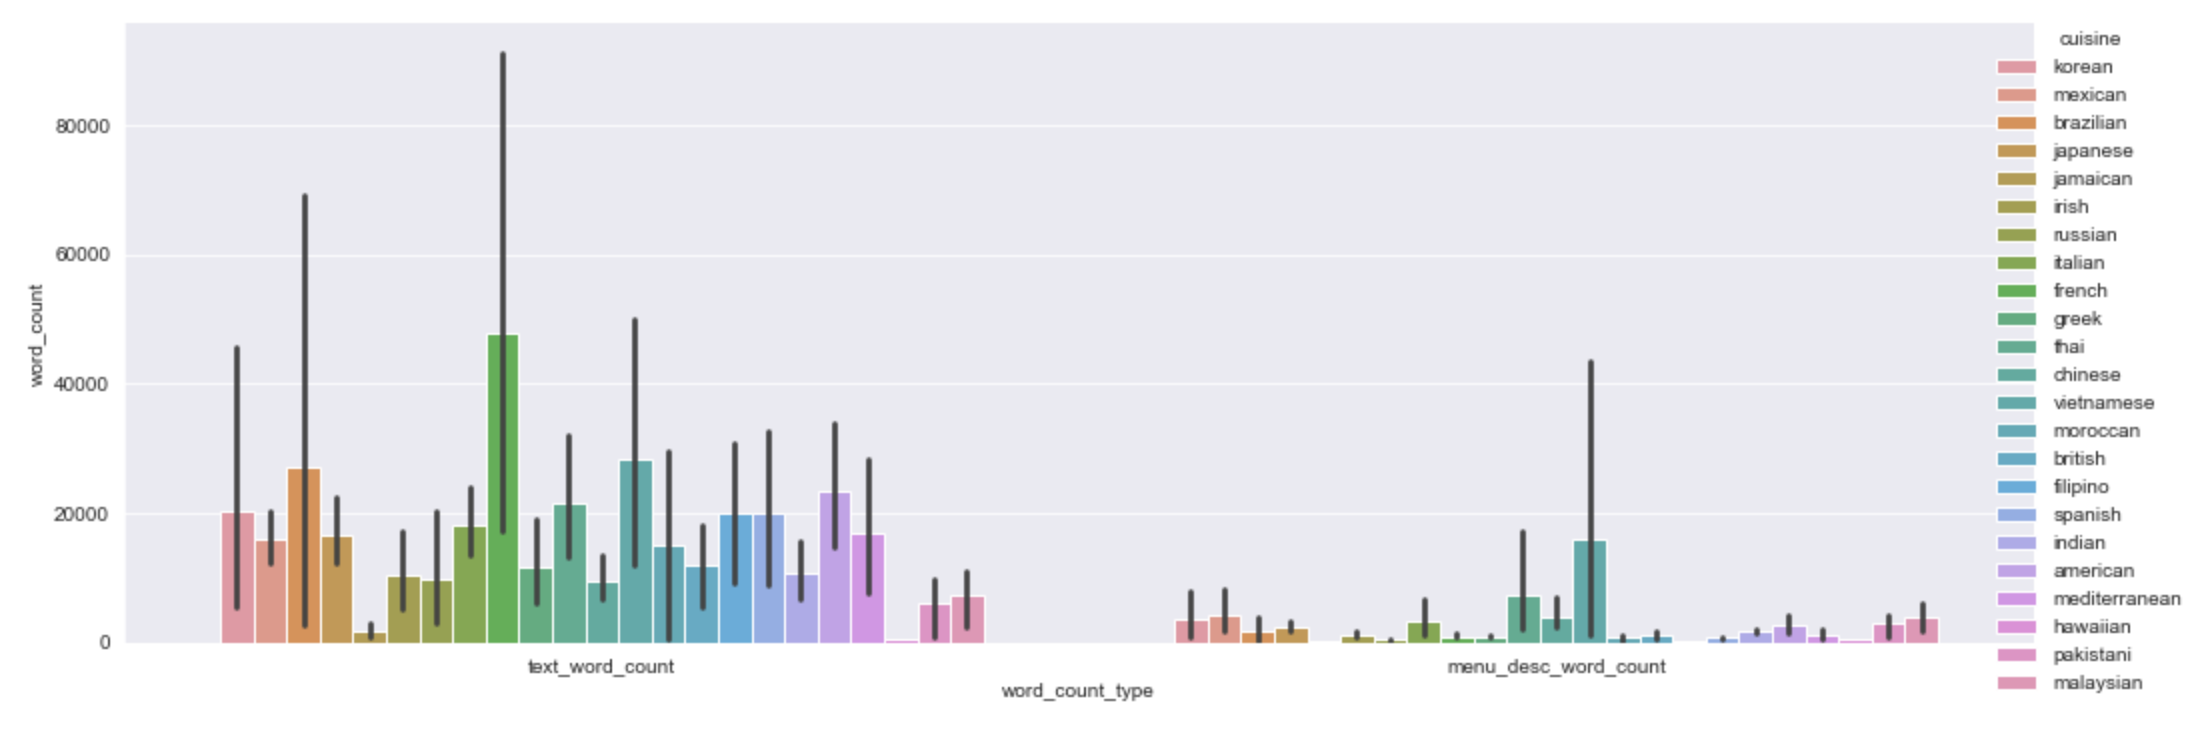 cuisine
korean
mexican
brazilian
japanese
jamaican
irish
russian
italian
french
greek
thai
chinese
vietnamese
moroccan
british
filipino
spanish
indian
american
mediterranean
hawaiian
pakistani
malaysian
80000
60000
40000
20000
0
word_count
text_word_count
menu_desc_word_count
word_count_type